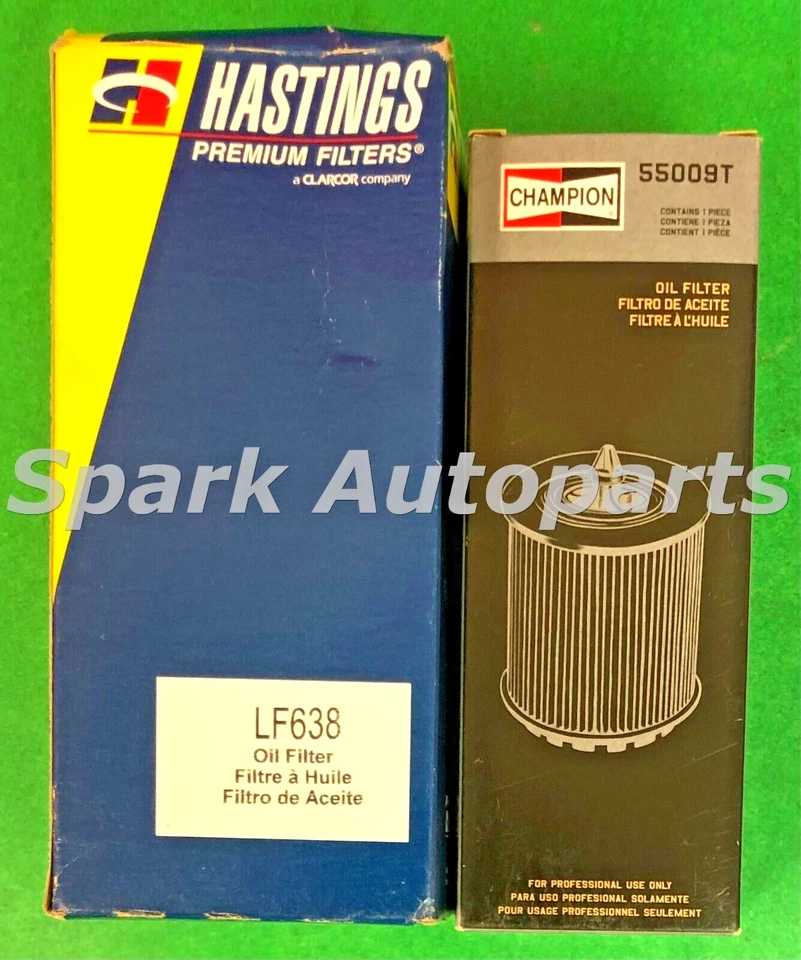 HASTINGS
PREMIUM FILTERS®
a CLARCOR company
CHAMPION
55009T
CONTAINS 1 PIECE
CONTIENE 1 PIEZA
CONTIENT 1 PIÈCE
OIL FILTER
FILTRO DE ACEITE
FILTRE À L'HUILE
Spark Autoparts
LF638
Oil Filter
Filtre à Huile
Filtro de Aceite
FOR PROFESSIONAL USE ONLY
PARA USO PROFESIONAL SOLAMENTE
POUR USAGE PROFESSIONNEL SEULEMENT